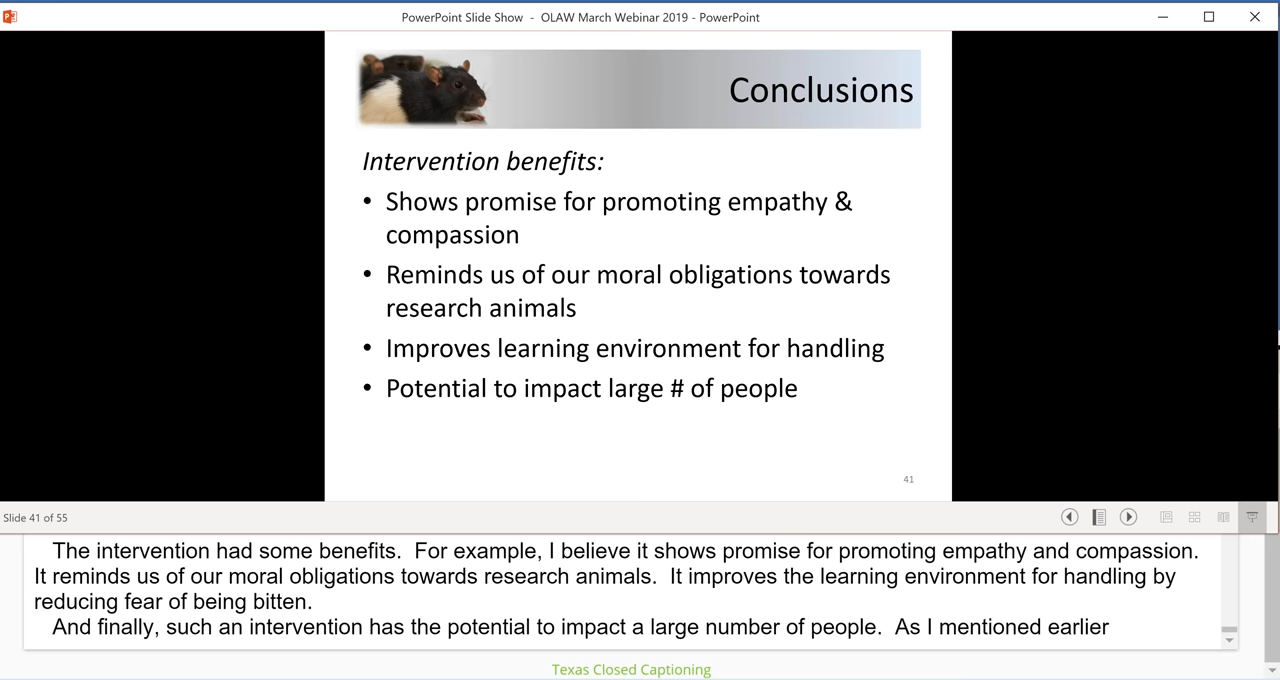 PowerPoint Slide Show - OLAW March Webinar 2019 - PowerPoint
Conclusions
Intervention benefits:
• Shows promise for promoting empathy &
compassion
• Reminds us of our moral obligations towards
research animals
• Improves learning environment for handling
• Potential to impact large # of people
41
Slide 41 of 55
The intervention had some benefits.  For example, I believe it shows promise for promoting empathy and compassion.
It reminds us of our moral obligations towards research animals.  It improves the learning environment for handling by
reducing fear of being bitten.
And finally, such an intervention has the potential to impact a large number of people.  As I mentioned earlier
Texas Closed Captioning